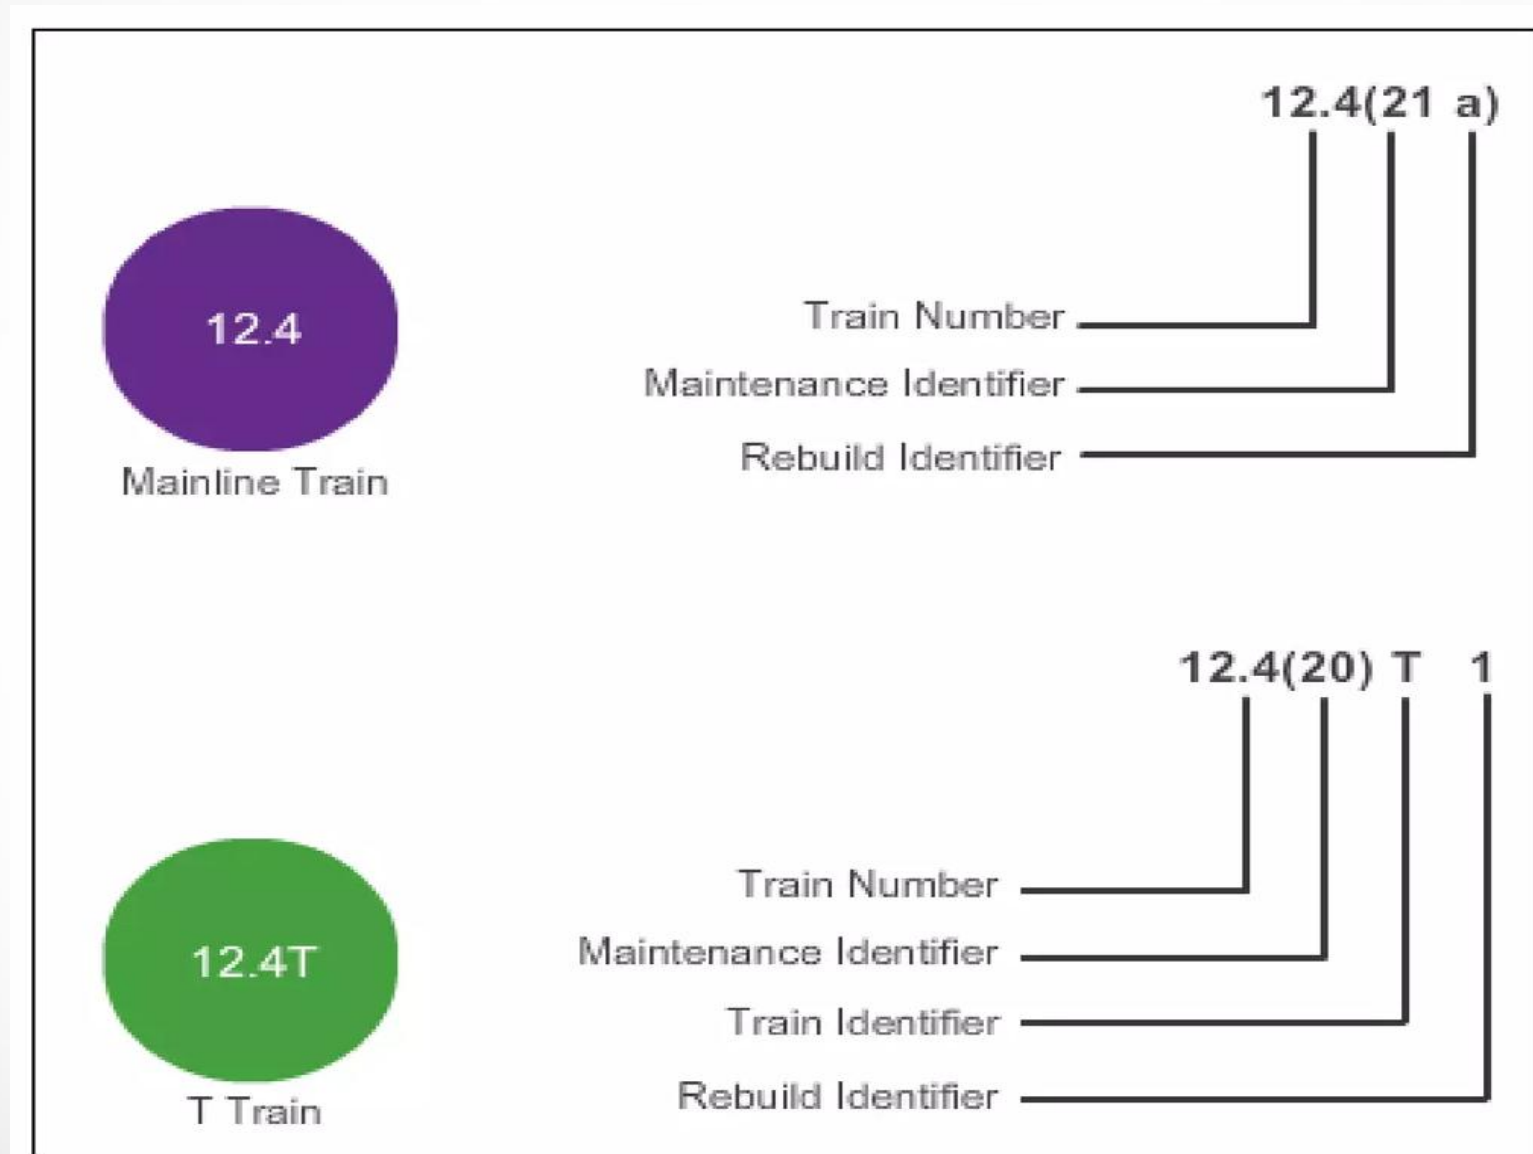 12.4(21 a)
12.4
Train Number
Maintenance Identifier
Rebuild Identifier
Mainline Train
12.4(20) T 1
Train Number
Maintenance Identifier
12.4T
Train Identifier
Rebuild Identifier
T Train